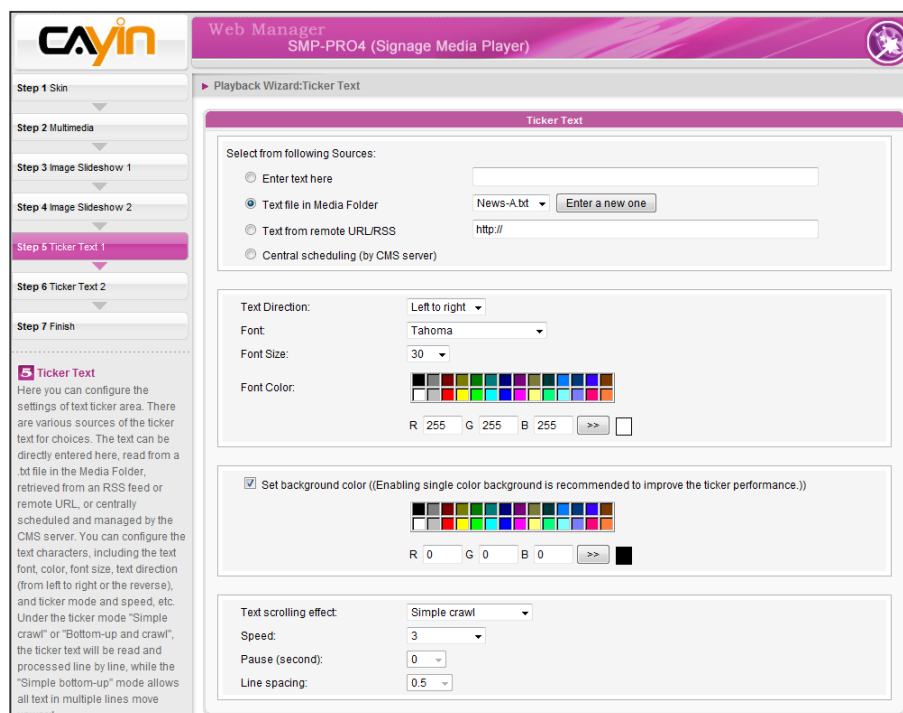 CAYIN
Web Manager
SMP-PRO4 (Signage Media Player)
Step 1 Skin
Step 2 Multimedia
Step 3 Image Slideshow 1
Step 4 Image Slideshow 2
Step 5 Ticker Text 1
Step 6 Ticker Text 2
Step 7 Finish
5 Ticker Text
Here you can configure the
settings of text ticker area. There
are various sources of the ticker
text for choices. The text can be
directly entered here, read from a
.txt file in the Media Folder,
retrieved from an RSS feed or
remote URL, or centrally
scheduled and managed by the
CMS server. You can configure the
text characters, including the text
font, color, font size, text direction
(from left to right or the reverse),
and ticker mode and speed, etc.
Under the ticker mode "Simple
crawl" or "Bottom-up and crawl",
the ticker text will be read and
processed line by line, while the
"Simple bottom-up" mode allows
all text in multiple lines move
Playback Wizard:Ticker Text
Ticker Text
Select from following Sources:
Enter text here
Text file in Media Folder News-A.txt Enter a new one
Text from remote URL/RSS http://
Central scheduling (by CMS server)
Text Direction: Left to right
Font: Tahoma
Font Size: 30
Font Color:
R 255 G 255 B 255 >>
Set background color ((Enabling single color background is recommended to improve the ticker performance.))
R 0 G 0 B 0 >>
Text scrolling effect: Simple crawl
Speed: 3
Pause (second): 0
Line spacing: 0.5